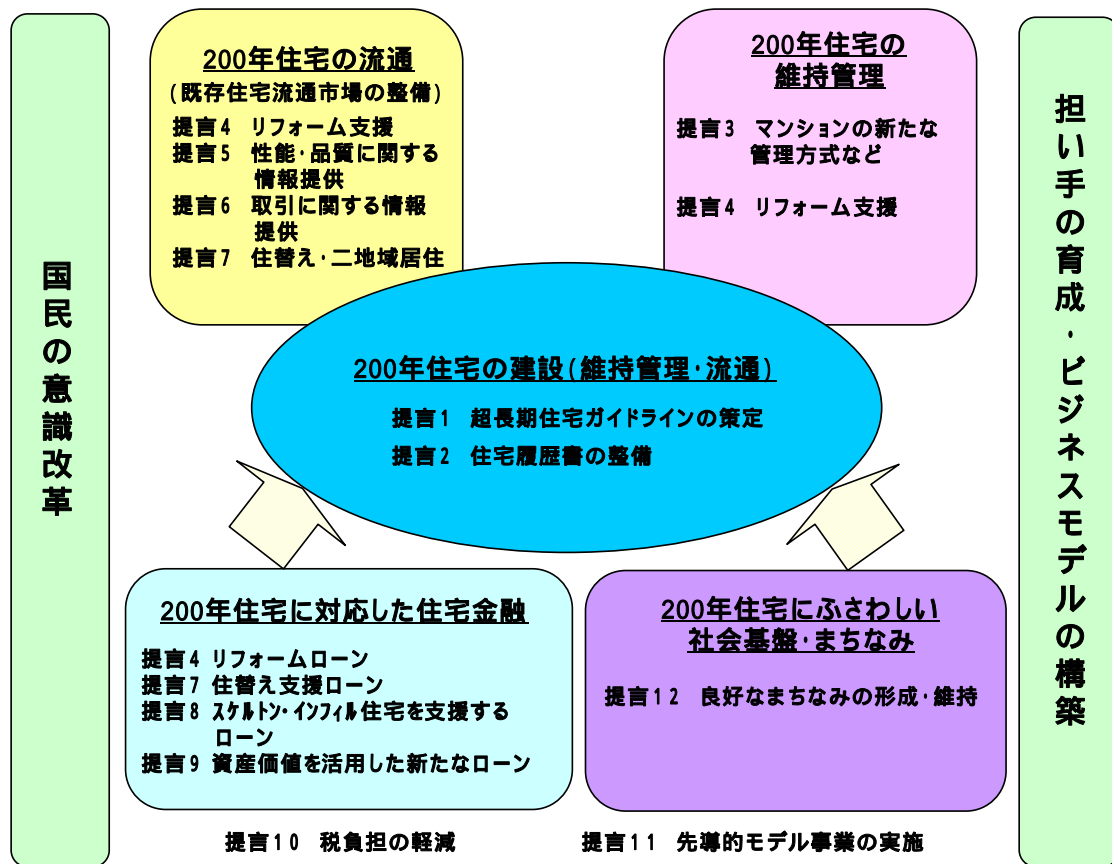 国民の意識改革
200年住宅の流通
(既存住宅流通市場の整備)
提言4 リフォーム支援
提言5 性能・品質に関する
情報提供
提言6 取引に関する情報
提供
提言7 住替え・二地域居住
200年住宅の
維持管理
提言3 マンションの新たな
管理方式など
提言4 リフォーム支援
200年住宅の建設(維持管理・流通)
提言1 超長期住宅ガイドラインの策定
提言2 住宅履歴書の整備
200年住宅に対応した住宅金融
提言4 リフォームローン
提言7 住替え支援ローン
提言8 スケルトン・インフィル住宅を支援する
ローン
提言9 資産価値を活用した新たなローン
200年住宅にふさわしい
社会基盤・まちなみ
提言12 良好なまちなみの形成・維持
提言10 税負担の軽減
提言11 先導的モデル事業の実施
担い手の育成・ビジネスモデルの構築